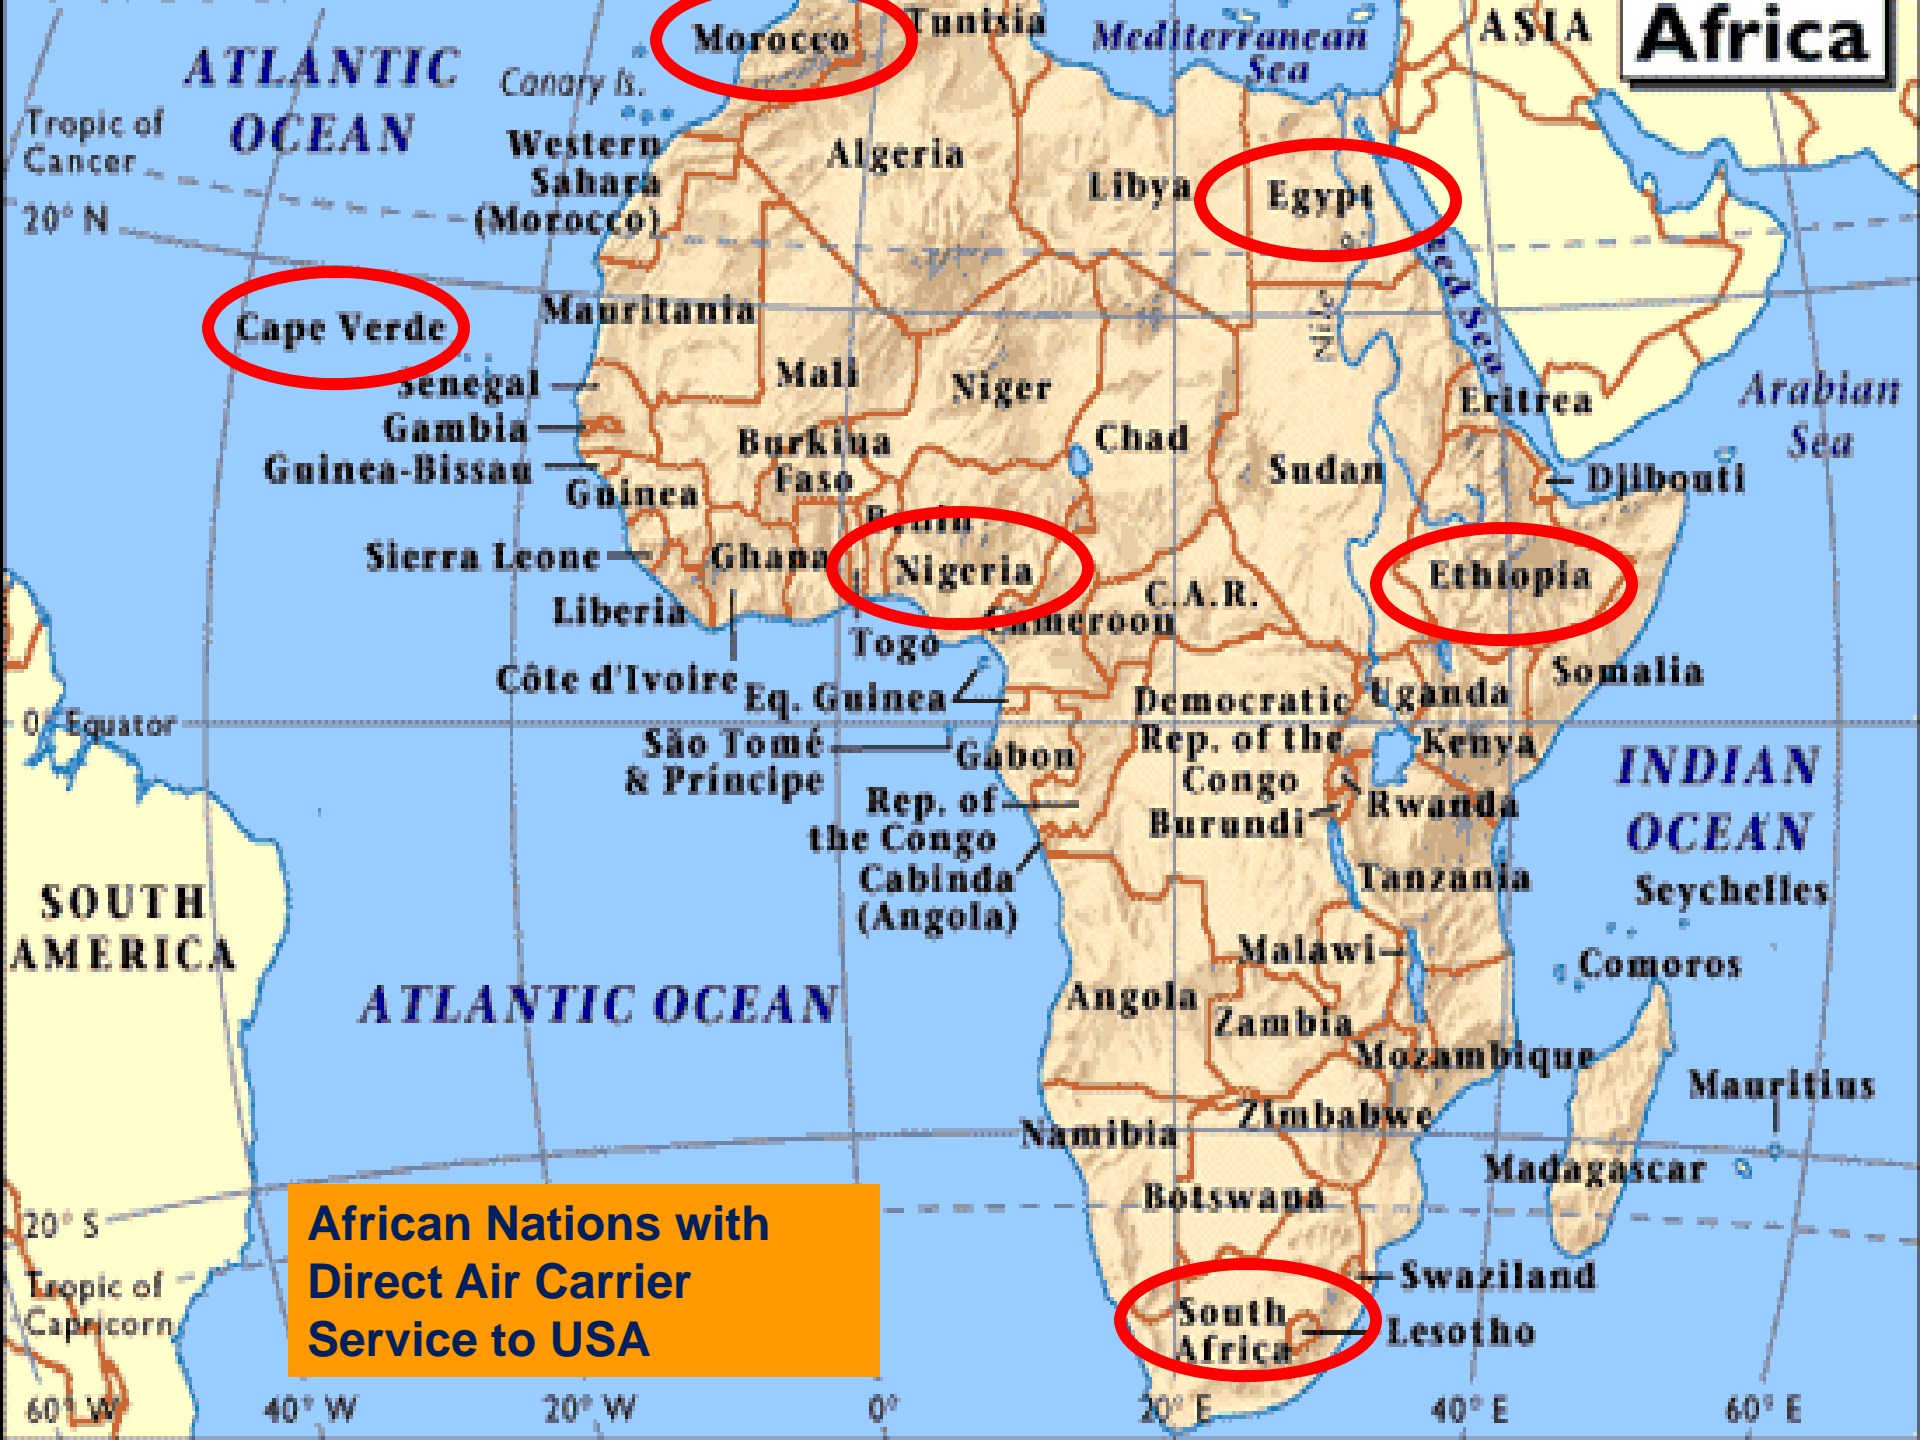 Africa
Morocco
Tunisia
Mediterranean
Sea
ASIA
ATLANTIC
OCEAN
Canary Is.
Tropic of
Cancer
20° N
Western
Sahara
(Morocco)
Algeria
Libya
Egypt
Red Sea
Nile
Cape Verde
Mauritania
Mali
Niger
Chad
Sudan
Eritrea
Arabian
Sea
Senegal
Gambia
Guinea-Bissau
Guinea
Burkina
Faso
Benin
Djibouti
Sierra Leone
Ghana
Nigeria
Ethiopia
C.A.R.
Liberia
Togo
Cameroon
Côte d'Ivoire
Eq. Guinea
Democratic
Rep. of the
Congo
Uganda
Somalia
0° Equator
São Tomé
& Príncipe
Gabon
Kenya
Rep. of
the Congo
Burundi
Rwanda
INDIAN
OCEAN
Cabinda
(Angola)
Tanzania
Seychelles
SOUTH
AMERICA
Malawi
Comoros
ATLANTIC OCEAN
Angola
Zambia
Mozambique
Mauritius
Namibia
Zimbabwe
Madagascar
Botswana
20° S
Tropic of
Capricorn
African Nations with
Direct Air Carrier
Service to USA
Swaziland
South
Africa
Lesotho
60° W
40° W
20° W
0°
20° E
40° E
60° E